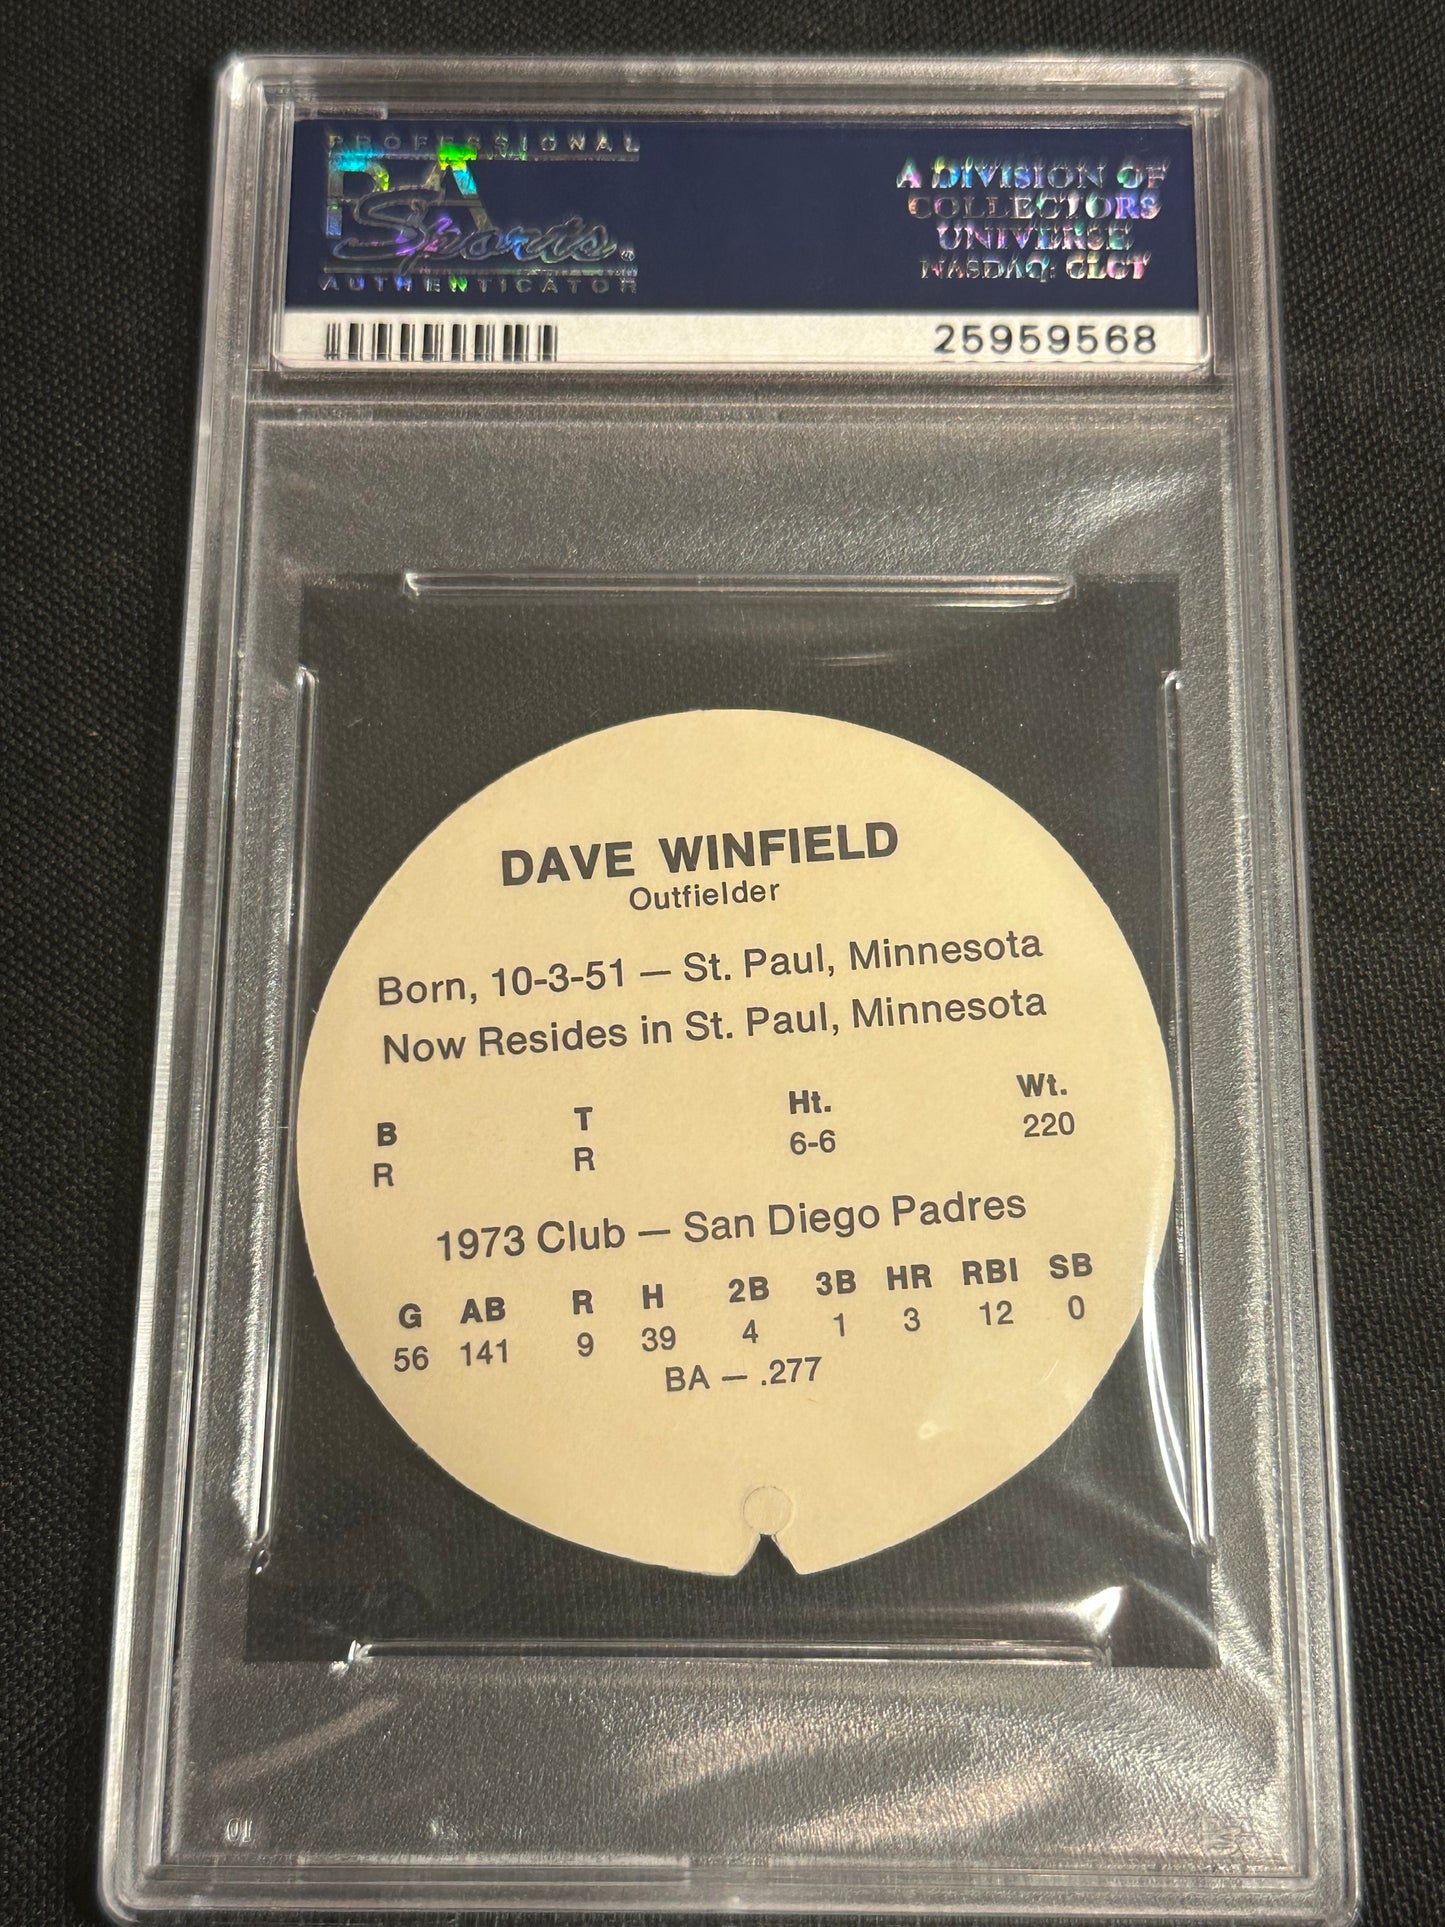 PROFESSIONAL
PSA
Sports
AUTHENTICATOR
A DIVISION OF
COLLECTORS
UNIVERSE
NASDAQ: CLCT
25959568
DAVE WINFIELD
Outfielder
Born, 10-3-51 — St. Paul, Minnesota
Now Resides in St. Paul, Minnesota
B T Ht. Wt.
R R 6-6 220
1973 Club — San Diego Padres
G AB R H 2B 3B HR RBI SB
56 141 9 39 4 1 3 12 0
BA — .277
01